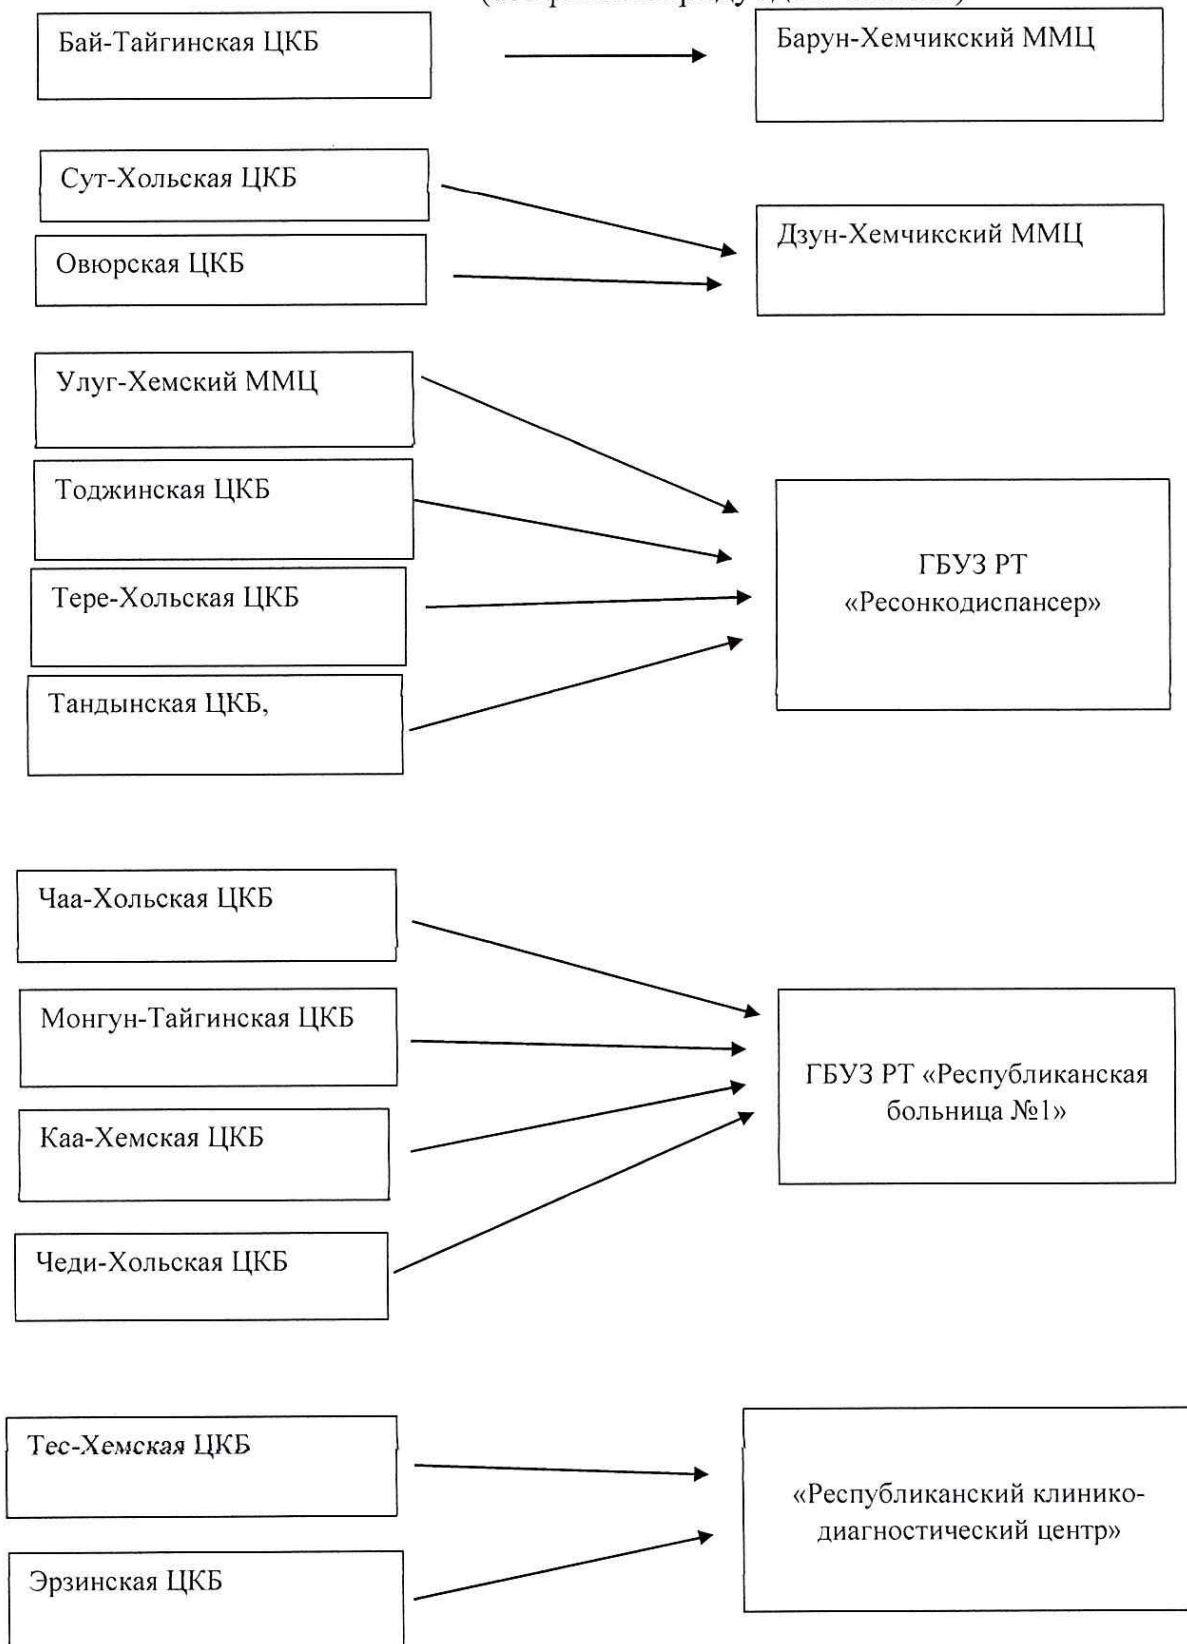 Бай-Тайгинская ЦКБ
Барун-Хемчикский ММЦ
Сут-Хольская ЦКБ
Дзун-Хемчикский ММЦ
Овюрская ЦКБ
Улуг-Хемский ММЦ
Тоджинская ЦКБ
Тере-Хольская ЦКБ
Тандынская ЦКБ,
ГБУЗ РТ
«Ресонкодиспансер»
Чаа-Хольская ЦКБ
Монгун-Тайгинская ЦКБ
Каа-Хемская ЦКБ
Чеди-Хольская ЦКБ
ГБУЗ РТ «Республиканская
больница №1»
Тес-Хемская ЦКБ
Эрзинская ЦКБ
«Республиканский клинико-
диагностический центр»